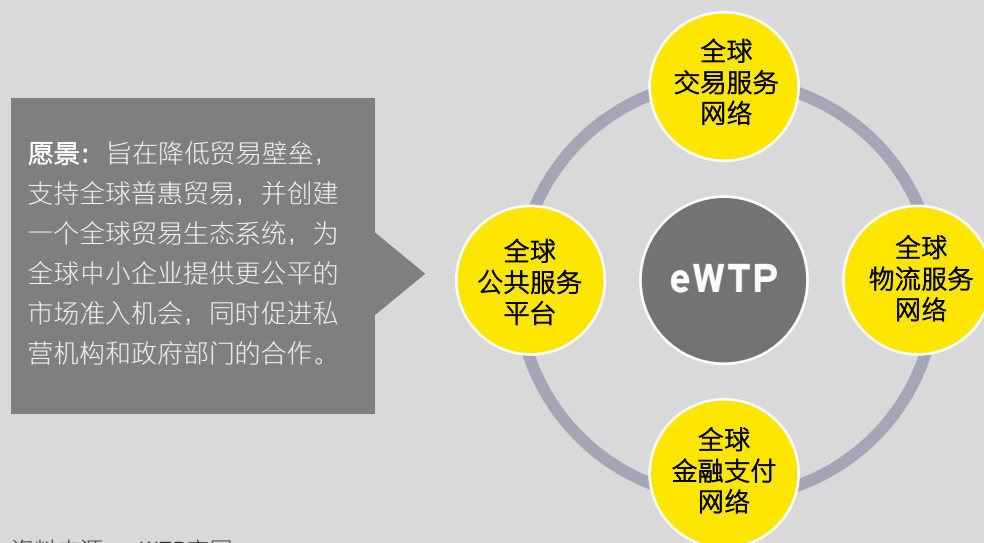 愿景：旨在降低贸易壁垒，
支持全球普惠贸易，并创建
一个全球贸易生态系统，为
全球中小企业提供更公平的
市场准入机会，同时促进私
营机构和政府部门的合作。
全球
交易服务
网络
全球
公共服务
平台
eWTP
全球
物流服务
网络
全球
金融支付
网络